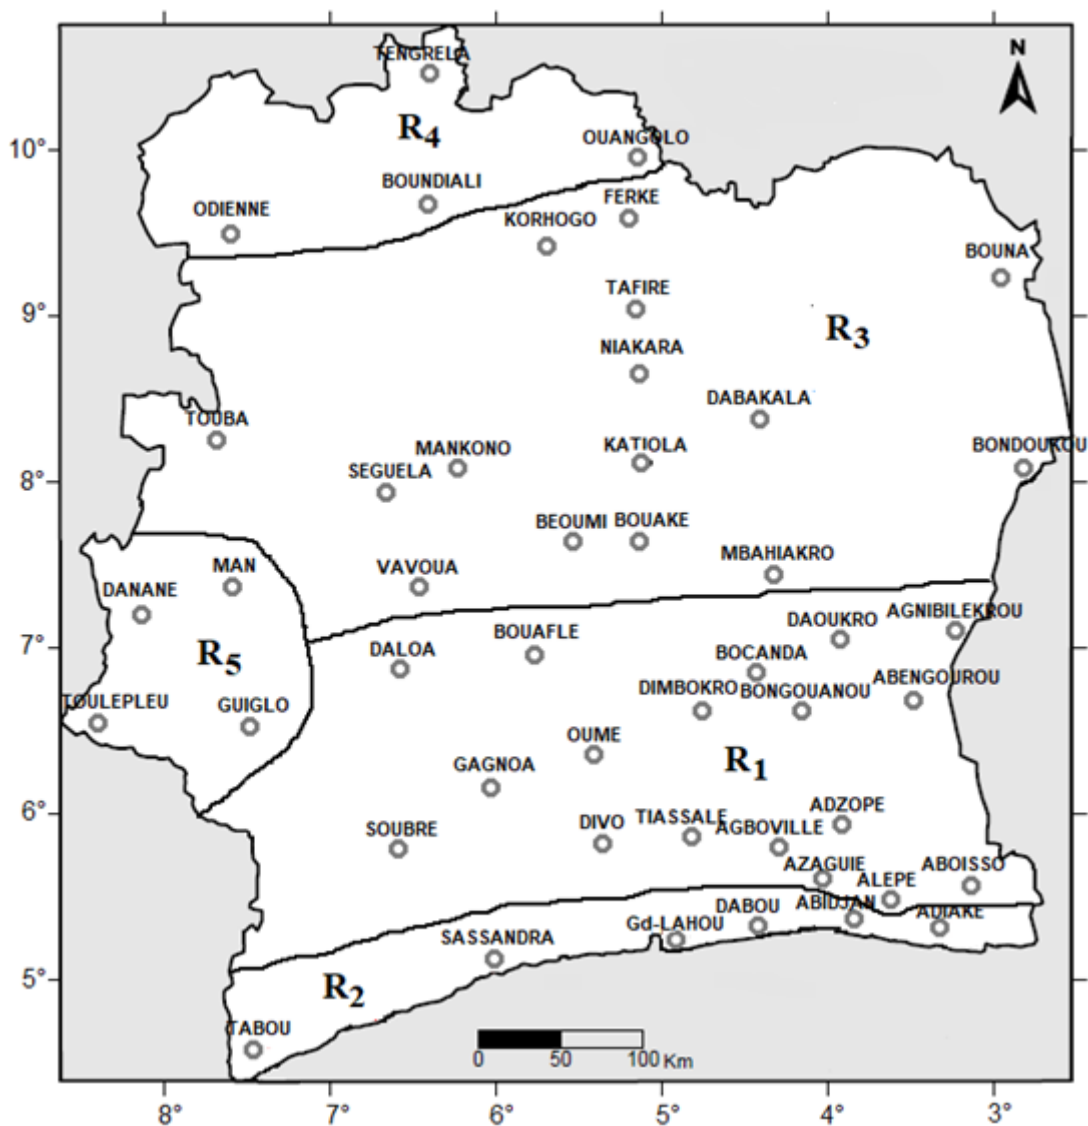 N
TENGRELA
R4
10°
OUANGOLO
BOUNDIALI
FERKE
ODIENNE
KORHOGO
BOUNA
TAFIRE
9°
R3
NIAKARA
DABAKALA
TOUBA
MANKONO
KATIOLA
BONDOUKOU
SEGUELA
8°
BEOUMI
BOUAKE
MBAHIAKRO
MAN
VAVOUA
DANANE
AGNIBILEKROU
DAOUKRO
BOUAFLE
7°
DALOA
BOCANDA
R5
ABENGOUROU
DIMBOKRO
BONGOUANOU
TOULEPLEU
GUIGLO
OUME
GAGNOA
R1
6°
ADZOPE
TIASSALE
DIVO
SOUBRE
AGBOVILLE
AZAGUIE
ABOISSO
ALEPE
DABOU
ABIDJAN
ADIAKE
Gd-LAHOU
SASSANDRA
5°
R2
TABOU
0 50 100 Km
8° 7° 6° 5° 4° 3°